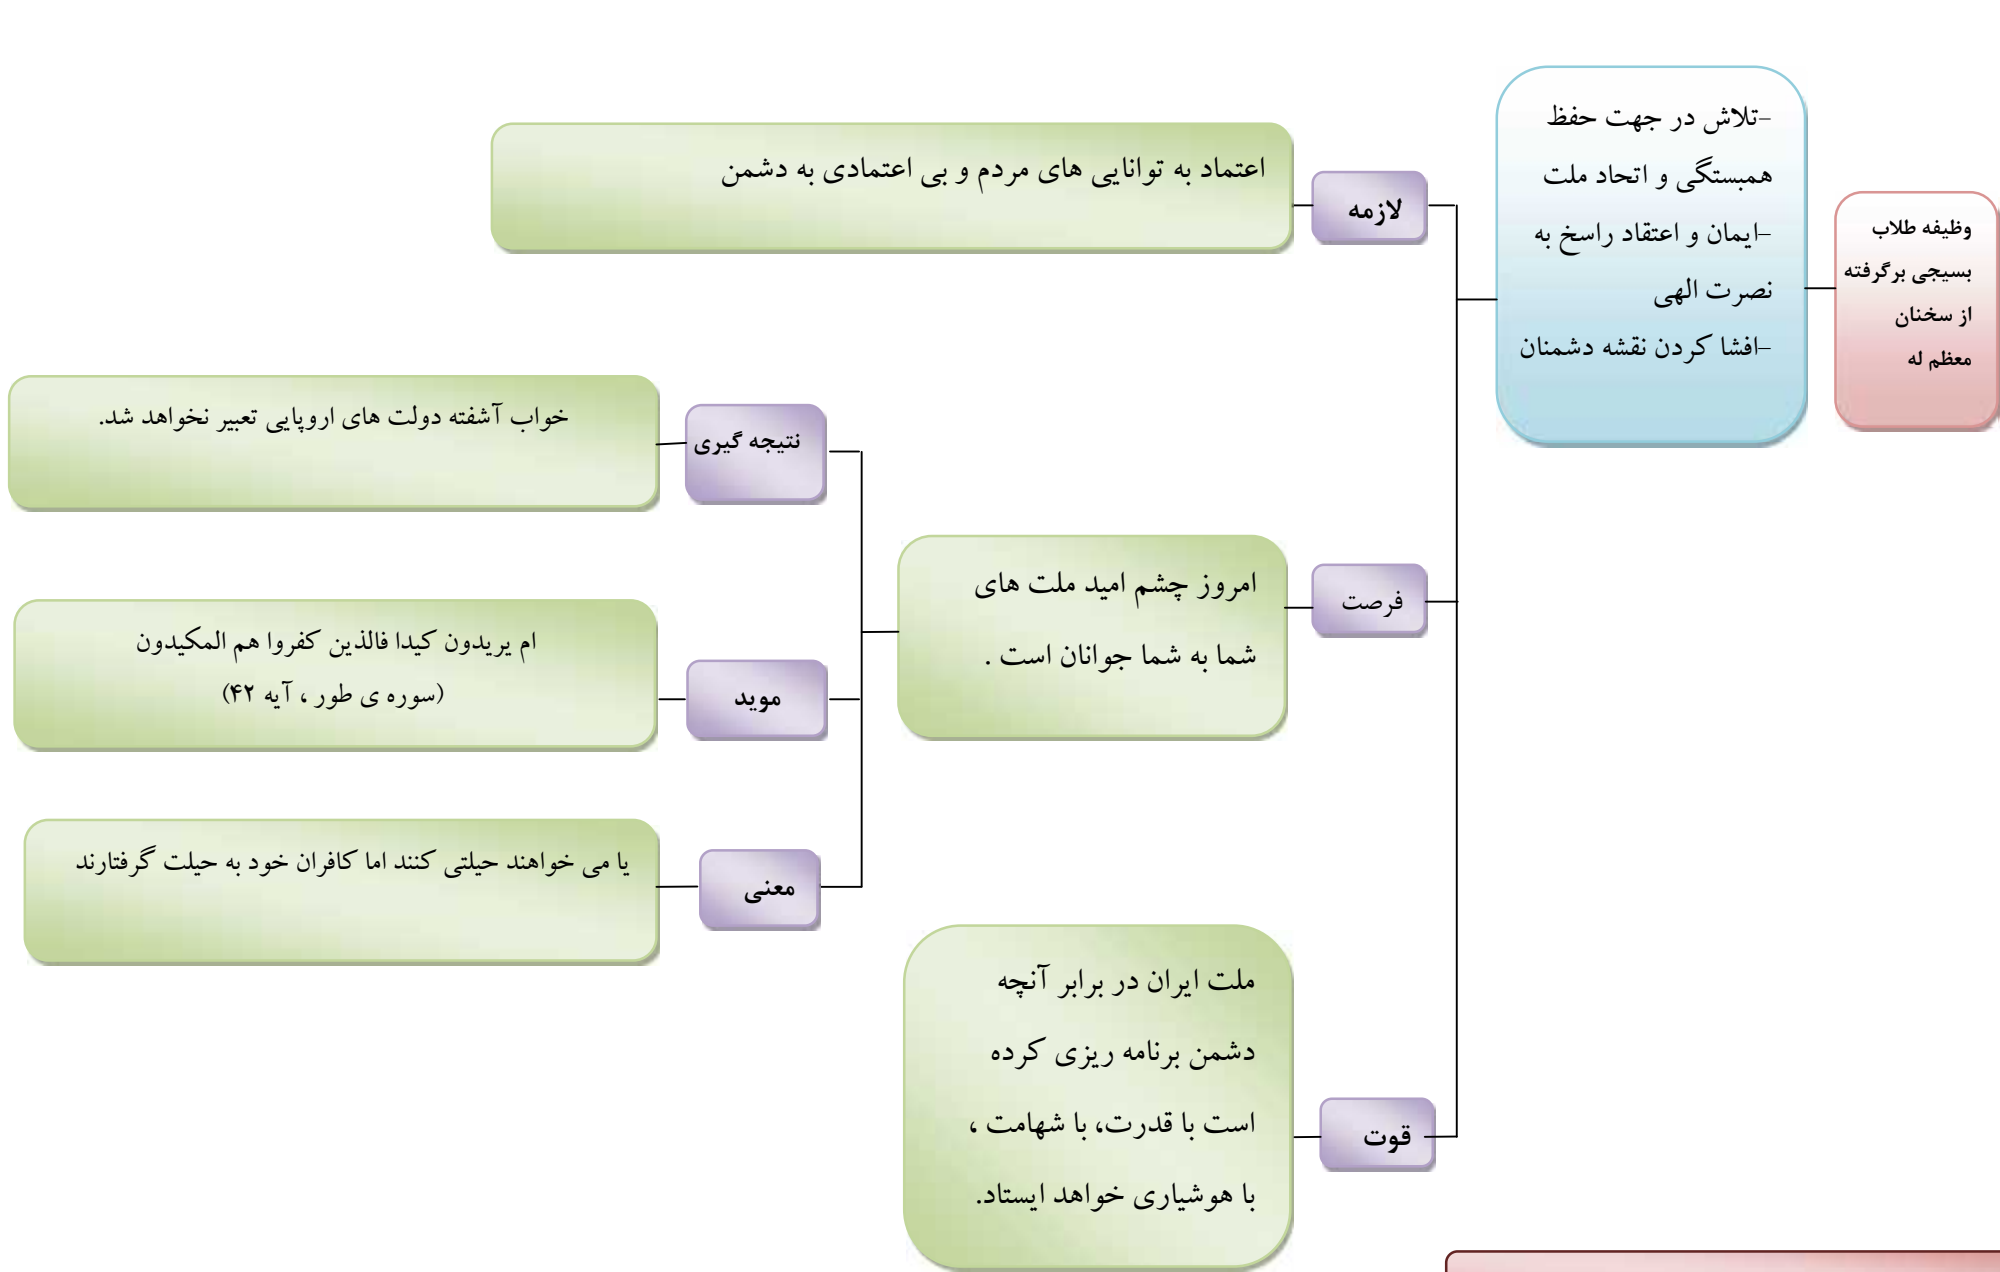 وظیفه طلاب
بسیجی برگرفته
از سخنان
معظم له
-تلاش در جهت حفظ
همبستگی و اتحاد ملت
-ایمان و اعتقاد راسخ به
نصرت الهی
-افشا کردن نقشه دشمنان
لازمه
اعتماد به توانایی های مردم و بی اعتمادی به دشمن
فرصت
امروز چشم امید ملت های
شما به شما جوانان است .
نتیجه گیری
خواب آشفته دولت های اروپایی تعبیر نخواهد شد.
موید
ام یریدون کیدا فالذین کفروا هم المکیدون
(سوره ی طور ، آیه ۴۲)
معنی
یا می خواهند حیلتی کنند اما کافران خود به حیلت گرفتارند
قوت
ملت ایران در برابر آنچه
دشمن برنامه ریزی کرده
است با قدرت، با شهامت ،
با هوشیاری خواهد ایستاد.